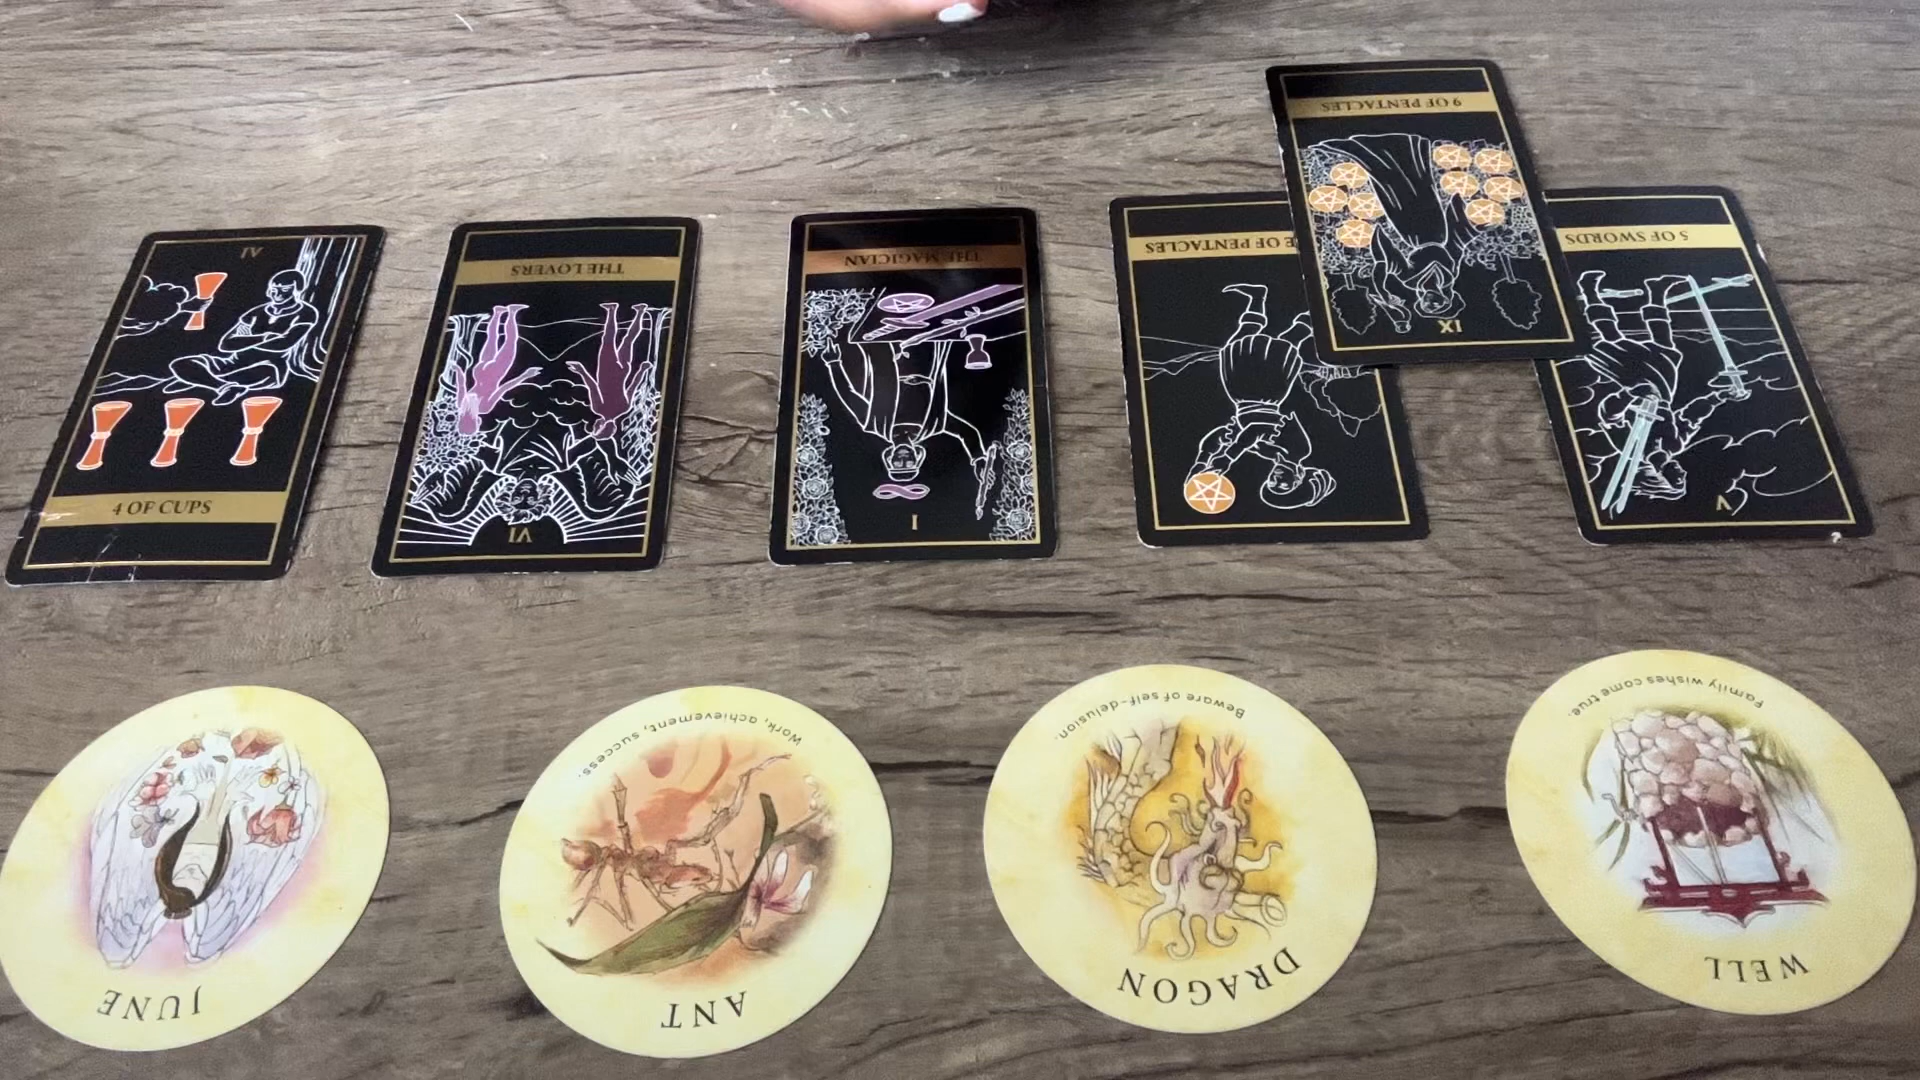 IV
4 OF CUPS
THE LOVERS
VI
THE MAGICIAN
I
E OF PENTACLES
9 OF PENTACLES
IX
5 OF SWORDS
V
JUNE
Work, achievement, success.
ANT
Beware of self-delusion.
DRAGON
Family wishes come true.
WELL